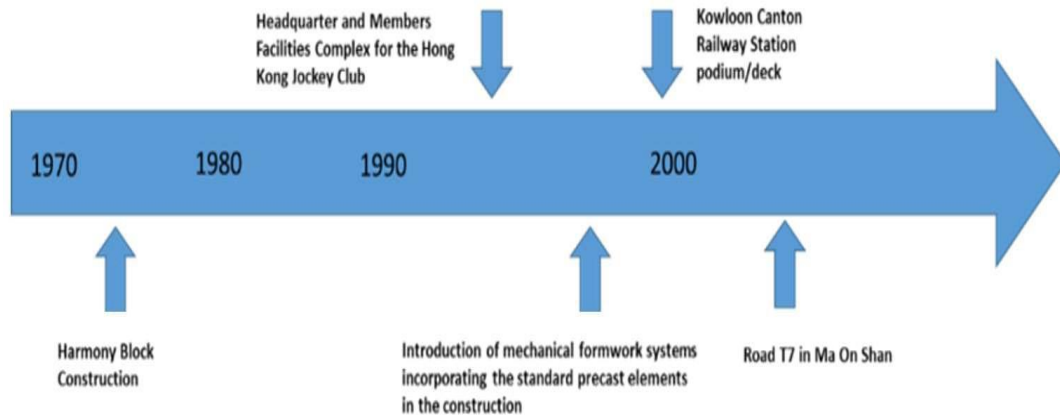 Headquarter and Members
Facilities Complex for the Hong
Kong Jockey Club
Kowloon Canton
Railway Station
podium/deck
1970
1980
1990
2000
Harmony Block
Construction
Introduction of mechanical formwork systems
incorporating the standard precast elements
in the construction
Road T7 in Ma On Shan